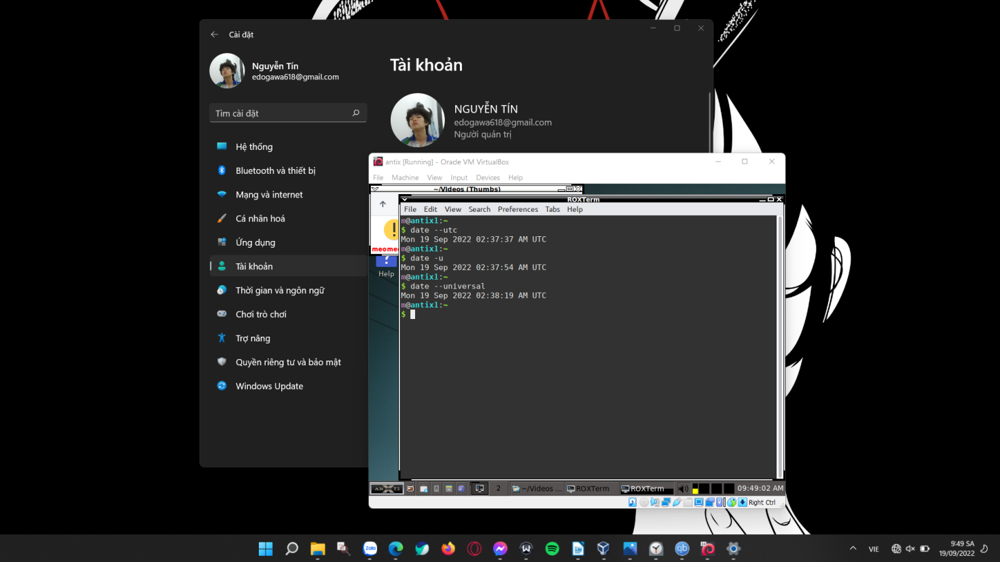 Cài đặt
Nguyễn Tín
edogawa618@gmail.com
Tìm cài đặt
Hệ thống
Bluetooth và thiết bị
Mạng và internet
Cá nhân hoá
Ứng dụng
Tài khoản
Thời gian và ngôn ngữ
Chơi trò chơi
Trợ năng
Quyền riêng tư và bảo mật
Windows Update
Tài khoản
NGUYỄN TÍN
edogawa618@gmail.com
Người quản trị
antix [Running] - Oracle VM VirtualBox
File Machine View Input Devices Help
~/Videos (Thumbs)
Help
ROXTerm
File Edit View Search Preferences Tabs Help
m@antix1:~
$ date --utc
Mon 19 Sep 2022 02:37:37 AM UTC
m@antix1:~
$ date -u
Mon 19 Sep 2022 02:37:54 AM UTC
m@antix1:~
$ date --universal
Mon 19 Sep 2022 02:38:19 AM UTC
m@antix1:~
$
2 ~/Videos ... ROXTerm ROXTerm 09:49:02 AM
Right Ctrl
Zalo
qb
VIE
9:49 SA
19/09/2022